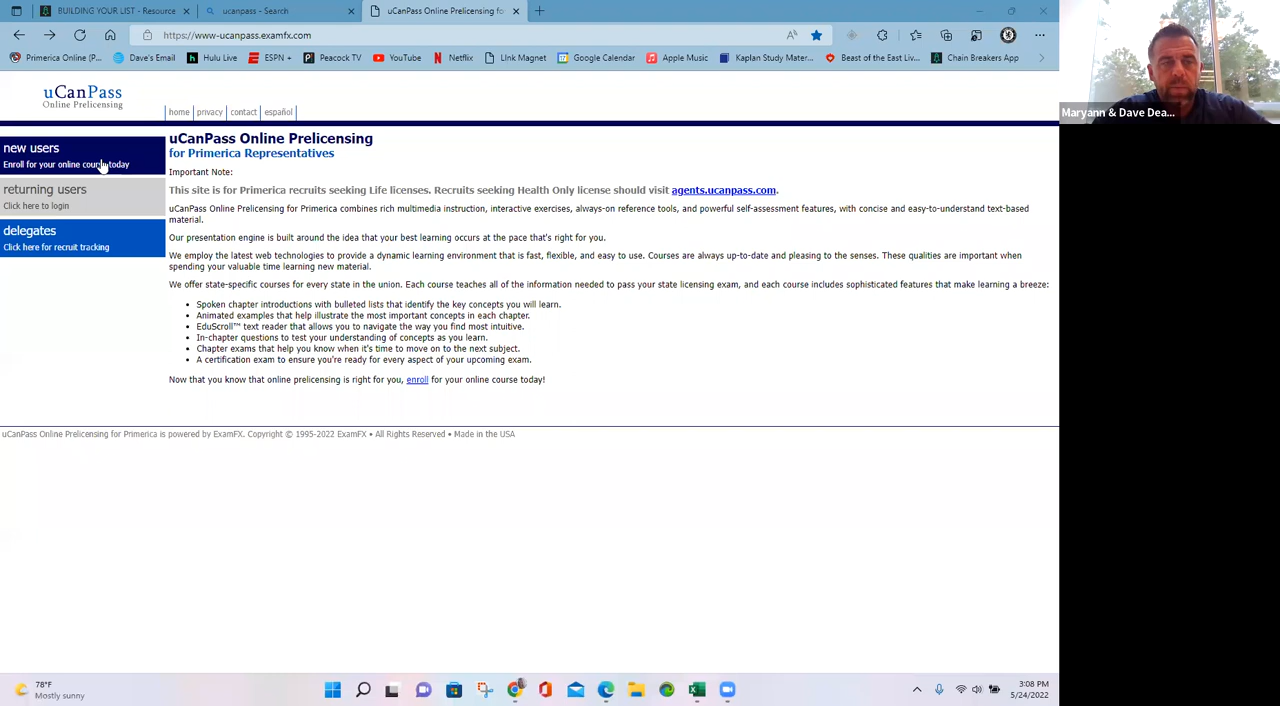 BUILDING YOUR LIST - Resource
ucanpass - Search
uCanPass Online Prelicensing fo
https://www-ucanpass.examfx.com
Primerica Online (P...
Dave's Email
Hulu Live
ESPN +
Peacock TV
YouTube
Netflix
LInk Magnet
Google Calendar
Apple Music
Kaplan Study Mater...
Beast of the East Liv...
Chain Breakers App
Maryann & Dave Dea...
uCanPass
Online Prelicensing
home
privacy
contact
español
new users
Enroll for your online course today
returning users
Click here to login
delegates
Click here for recruit tracking
uCanPass Online Prelicensing
for Primerica Representatives
Important Note:
This site is for Primerica recruits seeking Life licenses. Recruits seeking Health Only license should visit agents.ucanpass.com.
uCanPass Online Prelicensing for Primerica combines rich multimedia instruction, interactive exercises, always-on reference tools, and powerful self-assessment features, with concise and easy-to-understand text-based
material.
Our presentation engine is built around the idea that your best learning occurs at the pace that's right for you.
We employ the latest web technologies to provide a dynamic learning environment that is fast, flexible, and easy to use. Courses are always up-to-date and pleasing to the senses. These qualities are important when
spending your valuable time learning new material.
We offer state-specific courses for every state in the union. Each course teaches all of the information needed to pass your state licensing exam, and each course includes sophisticated features that make learning a breeze:
• Spoken chapter introductions with bulleted lists that identify the key concepts you will learn.
• Animated examples that help illustrate the most important concepts in each chapter.
• EduScroll™ text reader that allows you to navigate the way you find most intuitive.
• In-chapter questions to test your understanding of concepts as you learn.
• Chapter exams that help you know when it's time to move on to the next subject.
• A certification exam to ensure you're ready for every aspect of your upcoming exam.
Now that you know that online prelicensing is right for you, enroll for your online course today!
uCanPass Online Prelicensing for Primerica is powered by ExamFX. Copyright © 1995-2022 ExamFX • All Rights Reserved • Made in the USA
78°F
Mostly sunny
3:08 PM
5/24/2022